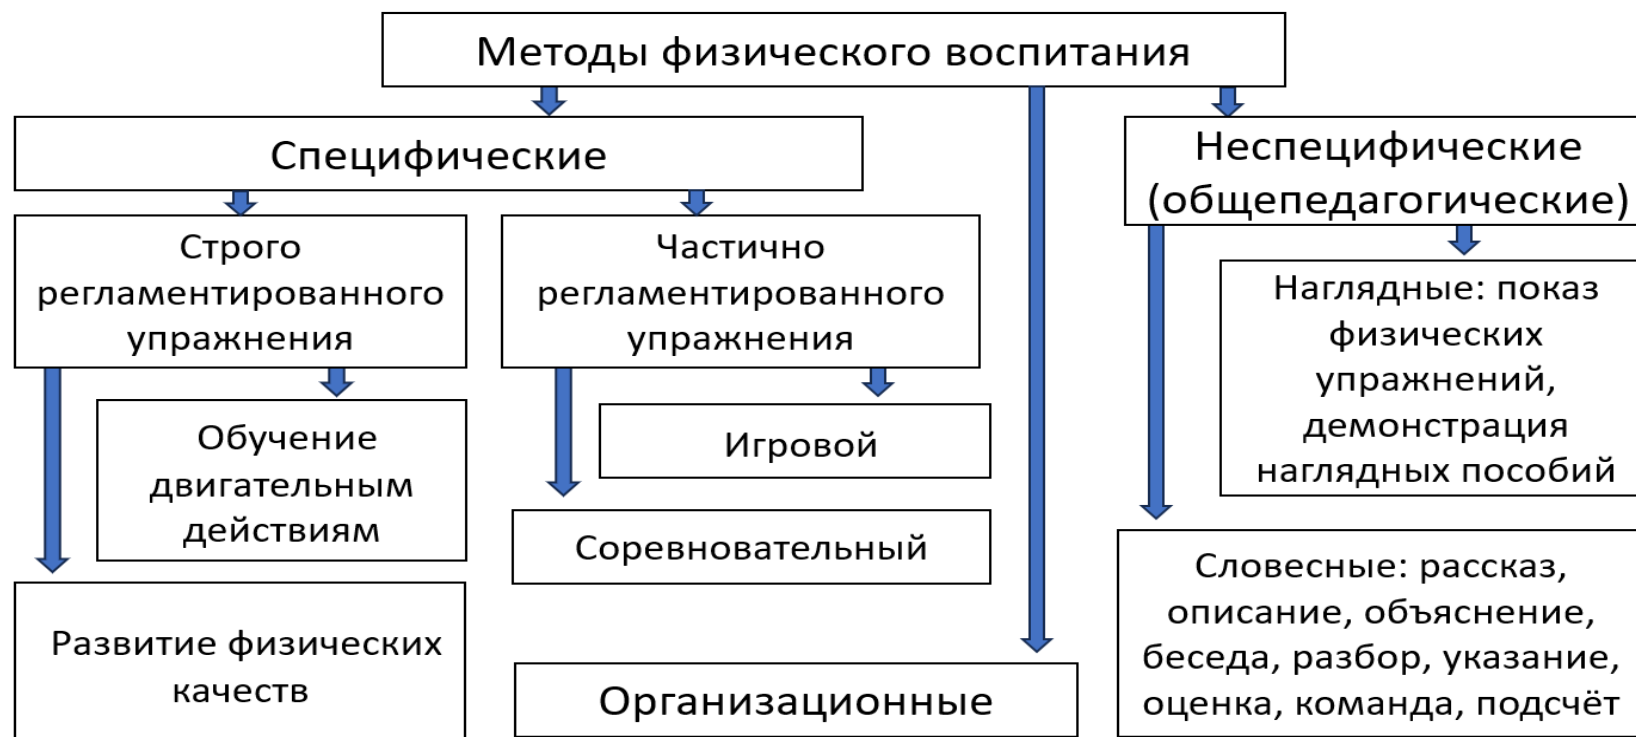 Методы физического воспитания
Специфические
Строго
регламентированного
упражнения
Обучение
двигательным
действиям
Развитие физических
качеств
Частично
регламентированного
упражнения
Игровой
Соревновательный
Организационные
Неспецифические
(общепедагогические)
Наглядные: показ
физических
упражнений,
демонстрация
наглядных пособий
Словесные: рассказ,
описание, объяснение,
беседа, разбор, указание,
оценка, команда, подсчёт